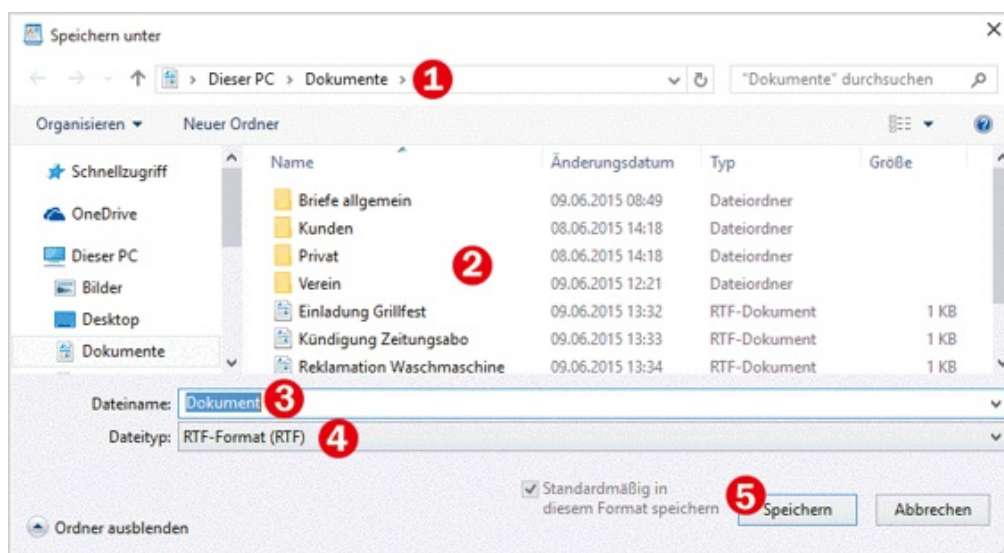 Speichern unter
Dieser PC > Dokumente > 1
"Dokumente" durchsuchen
Organisieren Neuer Ordner
Name Änderungsdatum Typ Größe
Schnellzugriff
OneDrive
Dieser PC
Bilder
Desktop
Dokumente
Briefe allgemein 09.06.2015 08:49 Dateiordner
Kunden 08.06.2015 14:18 Dateiordner
Privat 08.06.2015 14:18 Dateiordner
2
Verein 09.06.2015 12:21 Dateiordner
Einladung Grillfest 09.06.2015 13:32 RTF-Dokument 1 KB
Kündigung Zeitungsabo 09.06.2015 13:33 RTF-Dokument 1 KB
Reklamation Waschmaschine 09.06.2015 13:34 RTF-Dokument 1 KB
Dateiname: Dokument 3
Dateityp: RTF-Format (RTF) 4
Standardmäßig in
diesem Format speichern
5 Speichern Abbrechen
Ordner ausblenden